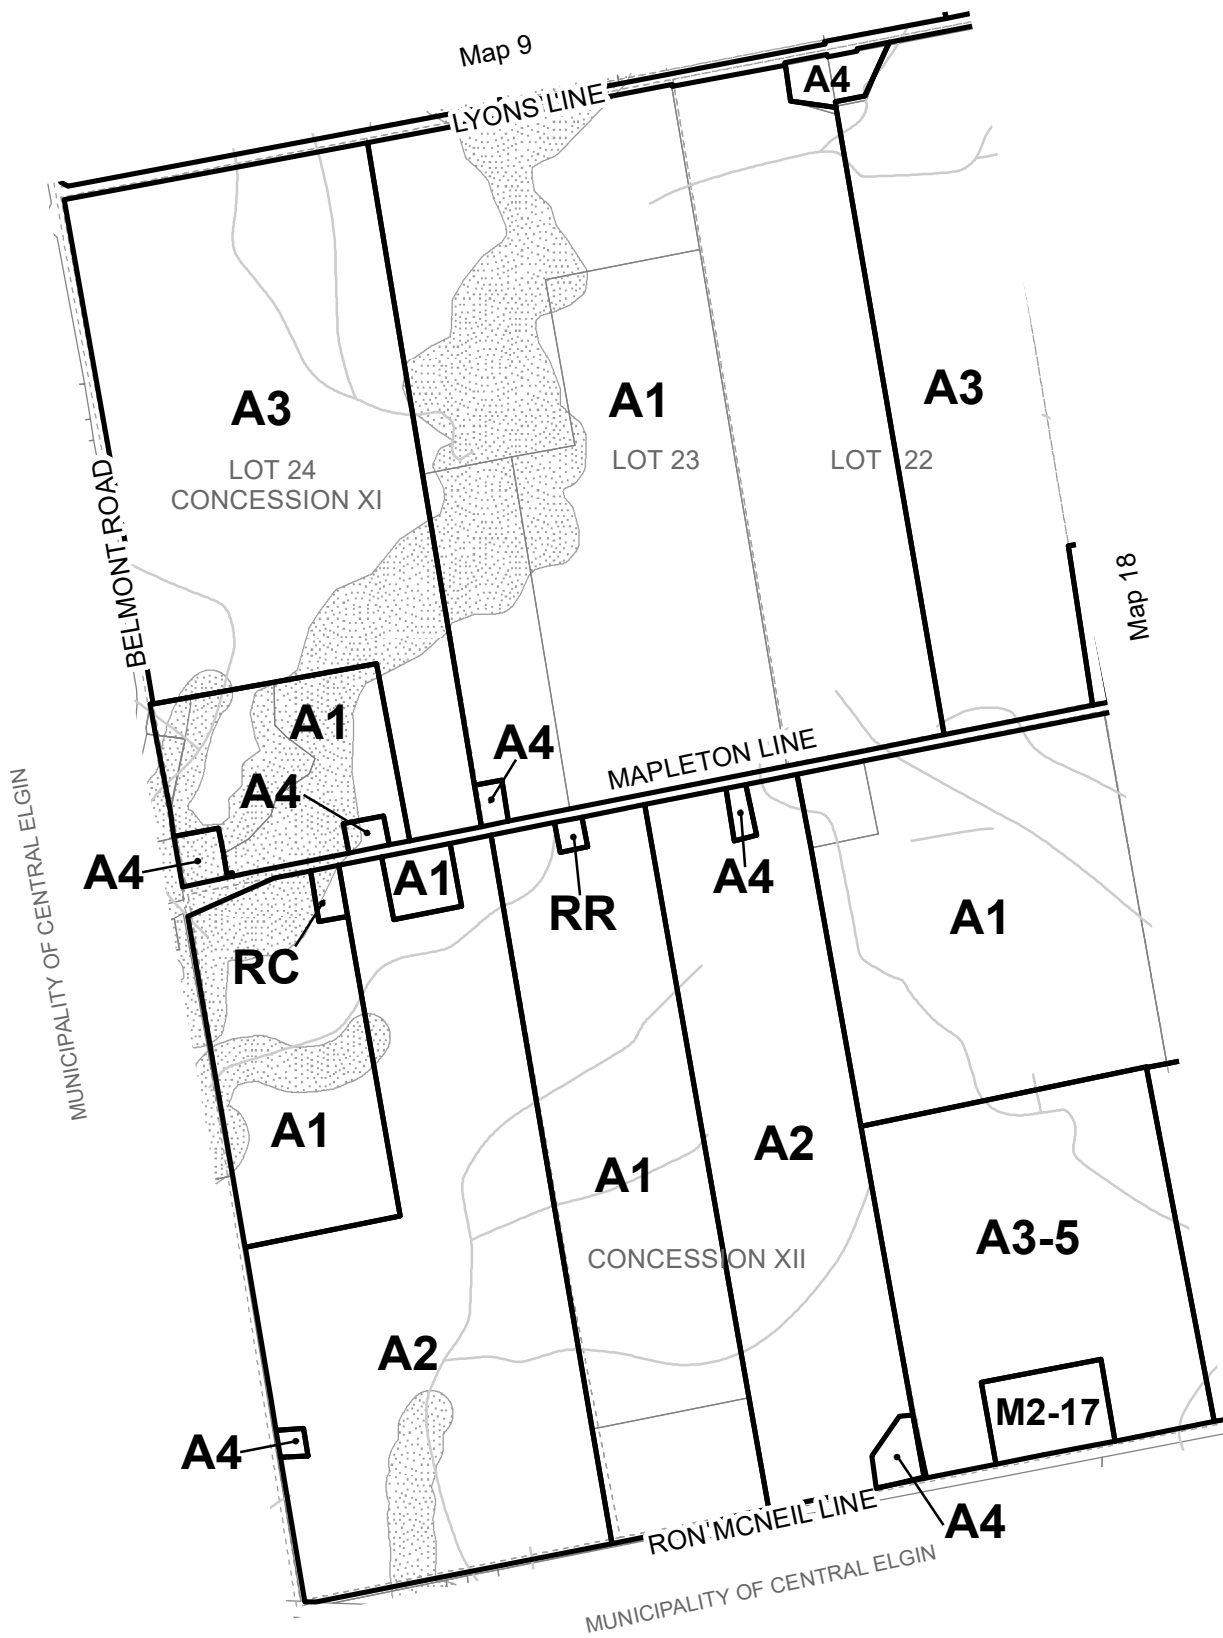 Map 9
LYONS LINE
A4
A3
A1
A3
LOT 24
CONCESSION XI
LOT 23
LOT 22
BELMONT ROAD
Map 18
A1
A4
A4
MAPLETON LINE
A4
A1
RR
A4
A1
RC
MUNICIPALITY OF CENTRAL ELGIN
A1
A1
A2
A3-5
CONCESSION XII
A2
M2-17
A4
A4
RON MCNEIL LINE
MUNICIPALITY OF CENTRAL ELGIN